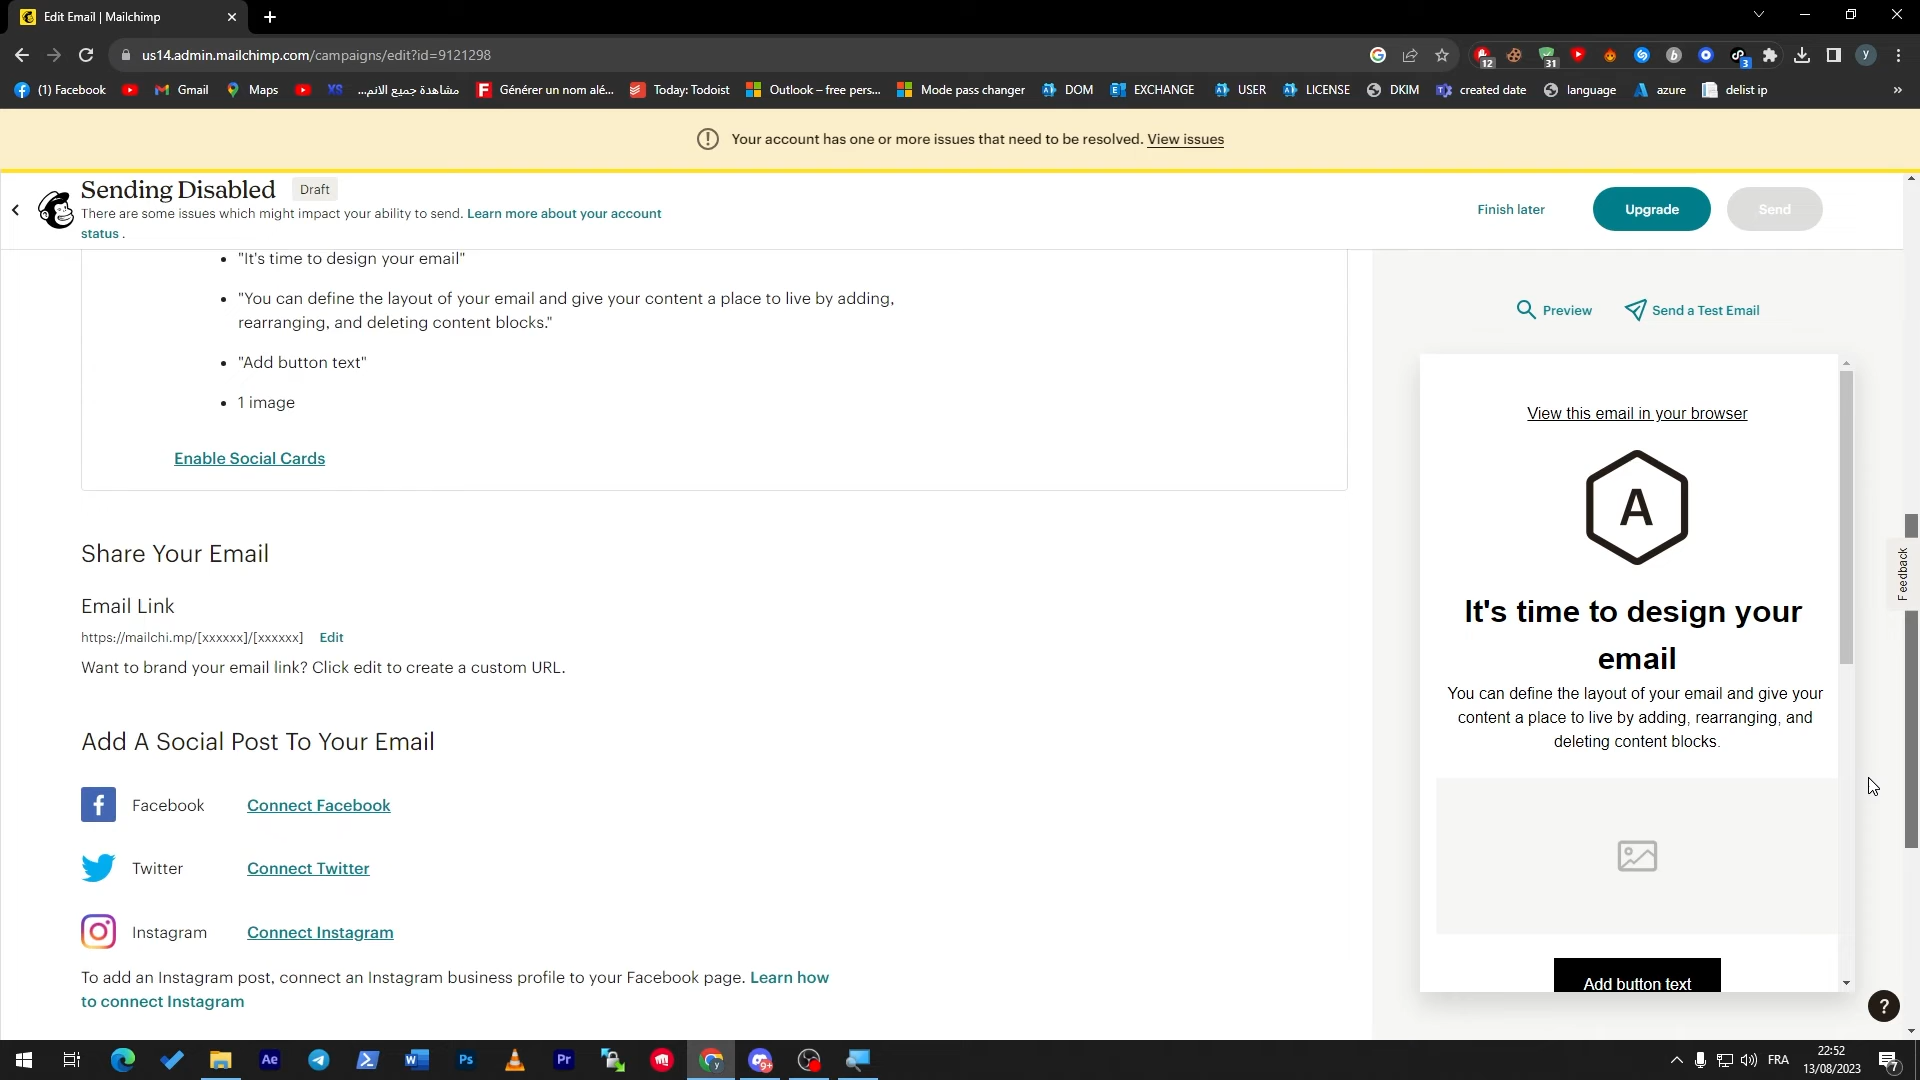 Edit Email | Mailchimp
us14.admin.mailchimp.com/campaigns/edit?id=9121298
12
31
3
y
(1) Facebook
Gmail
Maps
XS
مشاهدة جميع الانم...
Générer un nom alé...
Today: Todoist
Outlook – free pers...
Mode pass changer
DOM
EXCHANGE
USER
LICENSE
DKIM
created date
language
azure
delist ip
»
Your account has one or more issues that need to be resolved. View issues
Sending Disabled
Draft
There are some issues which might impact your ability to send. Learn more about your account
status .
Finish later
Upgrade
Send
• "It's time to design your email"
• "You can define the layout of your email and give your content a place to live by adding,
rearranging, and deleting content blocks."
• "Add button text"
• 1 image
Enable Social Cards
Share Your Email
Email Link
https://mailchi.mp/[xxxxxx]/[xxxxxx] Edit
Want to brand your email link? Click edit to create a custom URL.
Add A Social Post To Your Email
Facebook Connect Facebook
Twitter Connect Twitter
Instagram Connect Instagram
To add an Instagram post, connect an Instagram business profile to your Facebook page. Learn how
to connect Instagram
Preview
Send a Test Email
View this email in your browser
A
It's time to design your
email
You can define the layout of your email and give your
content a place to live by adding, rearranging, and
deleting content blocks.
Add button text
Feedback
?
Ae
Ps
Pr
9+
FRA
22:52
13/08/2023
7